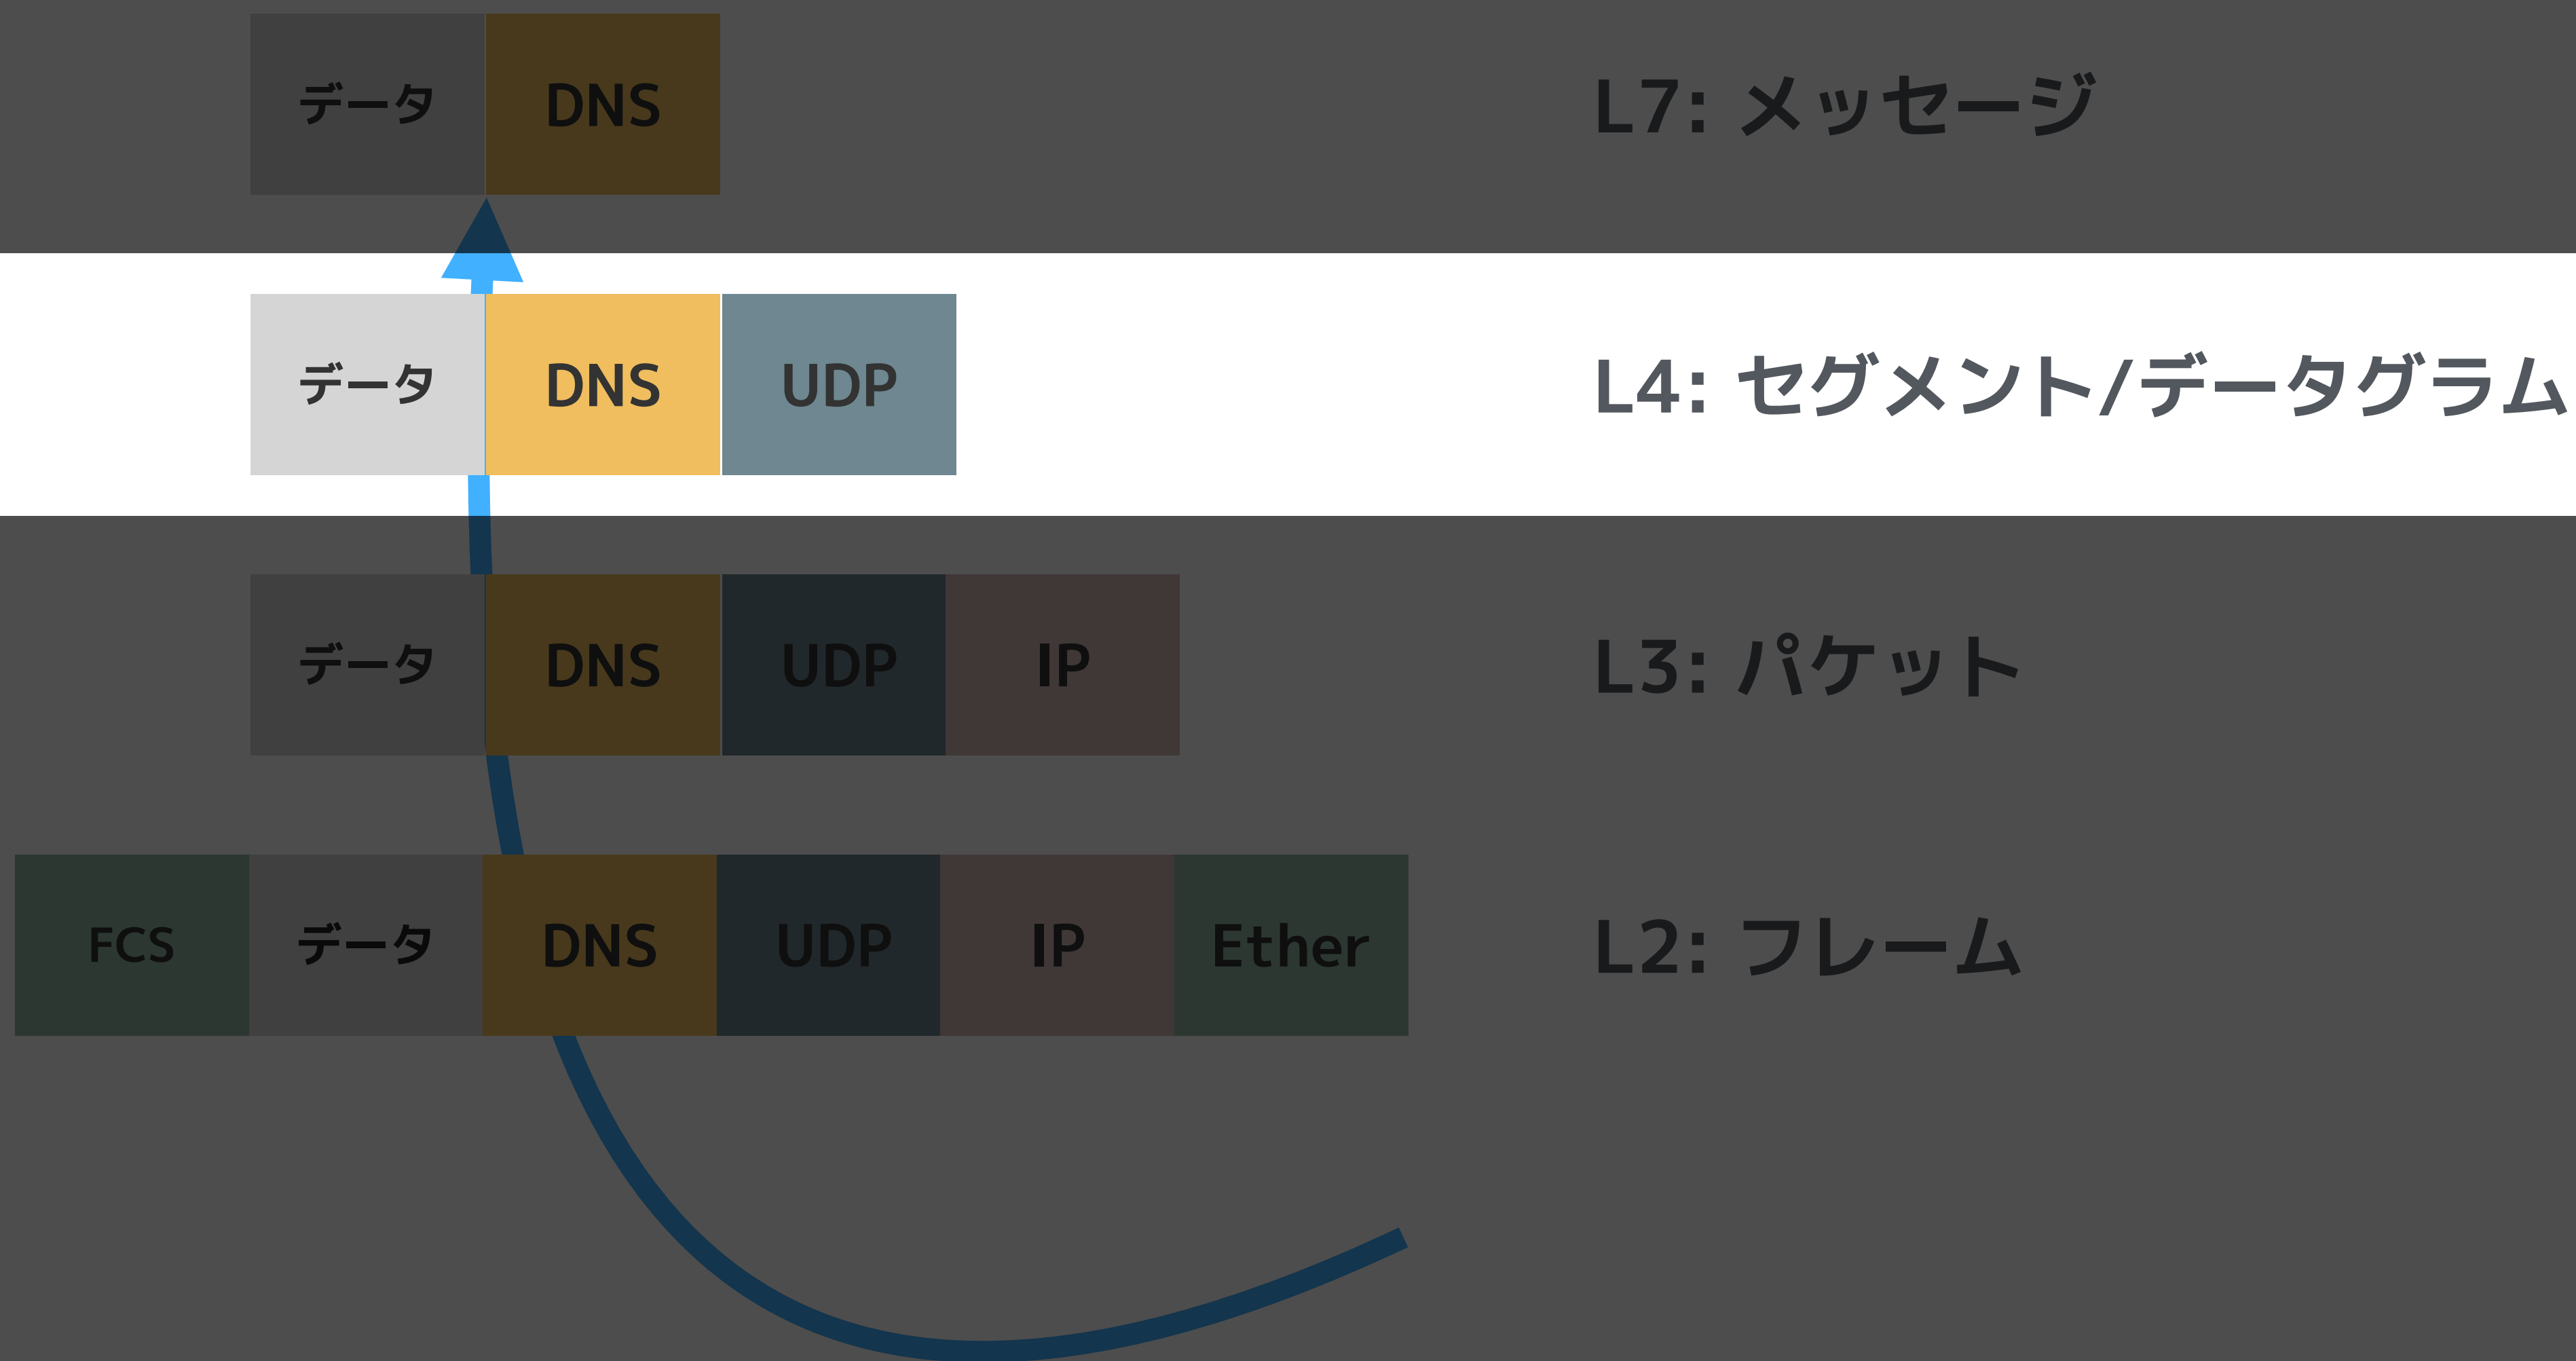 データ DNS L7: メッセージ
データ DNS UDP L4: セグメント/データグラム
データ DNS UDP IP L3: パケット
FCS データ DNS UDP IP Ether L2: フレーム